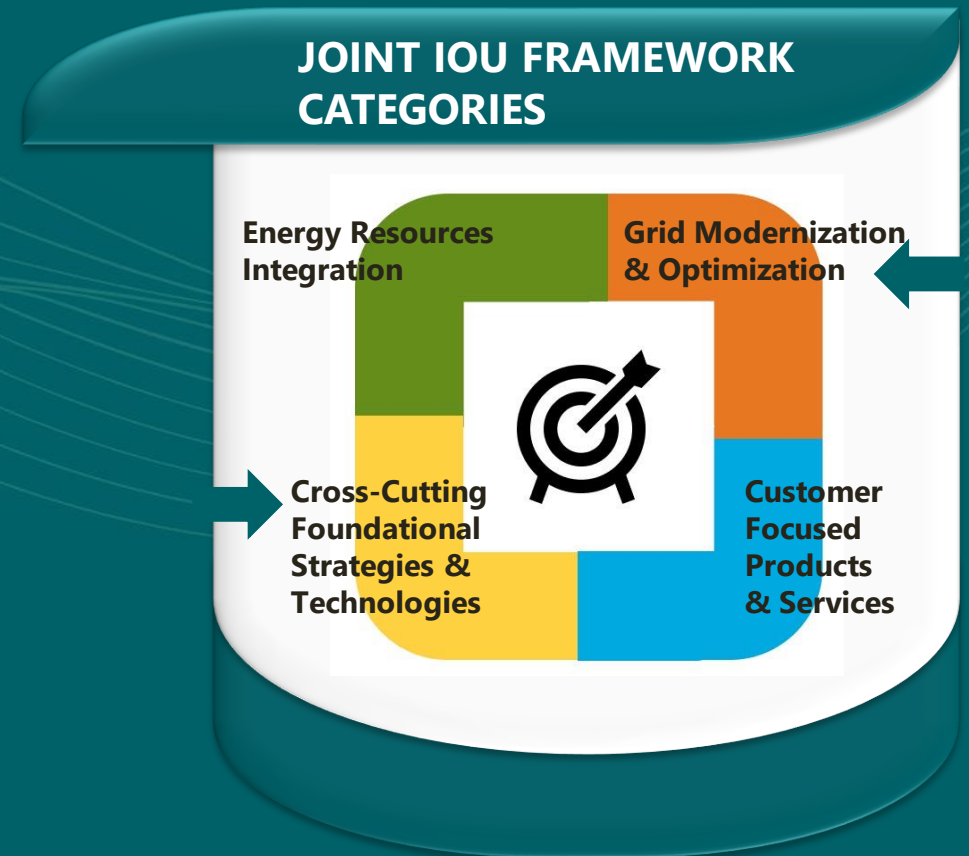 JOINT IOU FRAMEWORK
CATEGORIES
Energy Resources
Integration
Grid Modernization
& Optimization
Cross-Cutting
Foundational
Strategies &
Technologies
Customer
Focused
Products
& Services